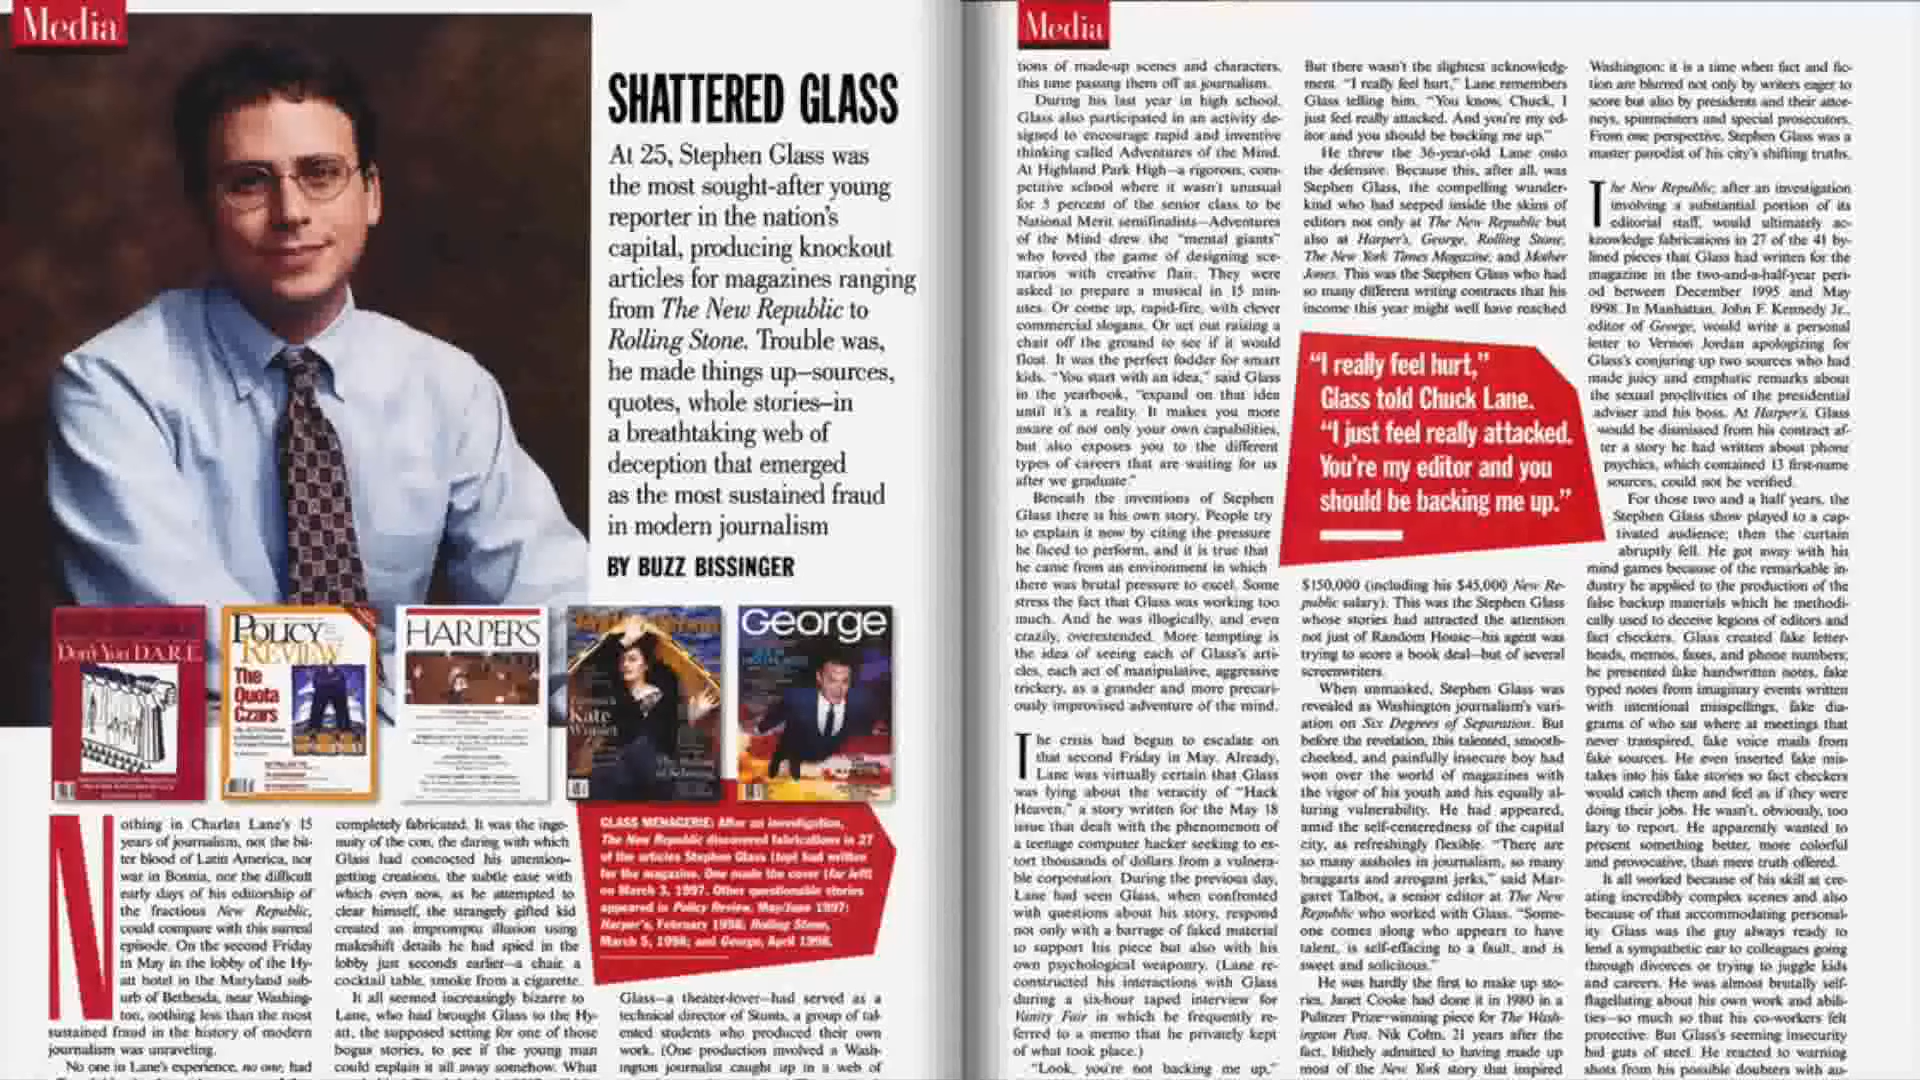 Media
SHATTERED GLASS
At 25, Stephen Glass was
the most sought-after young
reporter in the nation's
capital, producing knockout
articles for magazines ranging
from The New Republic to
Rolling Stone. Trouble was,
he made things up—sources,
quotes, whole stories—in
a breathtaking web of
deception that emerged
as the most sustained fraud
in modern journalism
BY BUZZ BISSINGER
Don't You D.A.R.E.
POLICY
REVIEW
The
Quota
Czars
HARPER'S
Kate
Winslet
George
Nothing in Charles Lane's 15
years of journalism, not the bit-
ter blood of Latin America, nor
war in Bosnia, nor the difficult
early days of his editorship of
the fractious New Republic,
could compare with this surreal
episode. On the second Friday
in May in the lobby of the Hy-
att hotel in the Maryland sub-
urb of Bethesda, near Washing-
ton, nothing less than the most
sustained fraud in the history of modern
journalism was unraveling.
No one in Lane's experience, no one, had
completely fabricated. It was the inge-
nuity of the con, the daring with which
Glass had concocted his attention-
getting creations, the subtle ease with
which even now, as he attempted to
clear himself, the strangely gifted kid
created an impromptu illusion using
makeshift details he had spied in the
lobby just seconds earlier—a chair, a
cocktail table, smoke from a cigarette.
It all seemed increasingly bizarre to
Lane, who had brought Glass to the Hy-
att, the supposed setting for one of those
bogus stories, to see if the young man
could explain it all away somehow. What
GLASS MENAGERIE: After an investigation,
The New Republic discovered fabrications in 27
of the articles Stephen Glass (top) had written
for the magazine. One made the cover (far left)
on March 3, 1997. Other questionable stories
appeared in Policy Review, May/June 1997;
Harper's, February 1998; Rolling Stone,
March 5, 1998; and George, April 1998.
Glass—a theater-lover—had served as a
technical director of Stunts, a group of tal-
ented students who produced their own
work. (One production involved a Wash-
ington journalist caught up in a web of
Media
tions of made-up scenes and characters,
this time passing them off as journalism.
During his last year in high school,
Glass also participated in an activity de-
signed to encourage rapid and inventive
thinking called Adventures of the Mind.
At Highland Park High—a rigorous, com-
petitive school where it wasn't unusual
for 5 percent of the senior class to be
National Merit semifinalists—Adventures
of the Mind drew the "mental giants"
who loved the game of designing sce-
narios with creative flair. They were
asked to prepare a musical in 15 min-
utes. Or come up, rapid-fire, with clever
commercial slogans. Or act out raising a
chair off the ground to see if it would
float. It was the perfect fodder for smart
kids. "You start with an idea," said Glass
in the yearbook, "expand on that idea
until it's a reality. It makes you more
aware of not only your own capabilities,
but also exposes you to the different
types of careers that are waiting for us
after we graduate."
Beneath the inventions of Stephen
Glass there is his own story. People try
to explain it now by citing the pressure
he faced to perform, and it is true that
he came from an environment in which
there was brutal pressure to excel. Some
stress the fact that Glass was working too
much. And he was illogically, and even
crazily, overextended. More tempting is
the idea of seeing each of Glass's arti-
cles, each act of manipulative, aggressive
trickery, as a grander and more precari-
ously improvised adventure of the mind.
The crisis had begun to escalate on
that second Friday in May. Already,
Lane was virtually certain that Glass
was lying about the veracity of "Hack
Heaven," a story written for the May 18
issue that dealt with the phenomenon of
a teenage computer hacker seeking to ex-
tort thousands of dollars from a vulnera-
ble corporation. During the previous day,
Lane had seen Glass, when confronted
with questions about his story, respond
not only with a barrage of faked material
to support his piece but also with his
own psychological weaponry. (Lane re-
constructed his interactions with Glass
during a six-hour taped interview for
Vanity Fair in which he frequently re-
ferred to a memo that he privately kept
of what took place.)
"Look, you're not backing me up,"
But there wasn't the slightest acknowledg-
ment. "I really feel hurt," Lane remembers
Glass telling him. "You know, Chuck, I
just feel really attacked. And you're my ed-
itor and you should be backing me up."
He threw the 36-year-old Lane onto
the defensive. Because this, after all, was
Stephen Glass, the compelling wunder-
kind who had seeped inside the skins of
editors not only at The New Republic but
also at Harper's, George, Rolling Stone,
The New York Times Magazine, and Mother
Jones. This was the Stephen Glass who had
so many different writing contracts that his
income this year might well have reached
"I really feel hurt,"
Glass told Chuck Lane.
"I just feel really attacked.
You're my editor and you
should be backing me up."
$150,000 (including his $45,000 New Re-
public salary). This was the Stephen Glass
whose stories had attracted the attention
not just of Random House—his agent was
trying to score a book deal—but of several
screenwriters.
When unmasked, Stephen Glass was
revealed as Washington journalism's vari-
ation on Six Degrees of Separation. But
before the revelation, this talented, smooth-
cheeked, and painfully insecure boy had
won over the world of magazines with
the vigor of his youth and his equally al-
luring vulnerability. He had appeared,
amid the self-centeredness of the capital
city, as refreshingly flexible. "There are
so many assholes in journalism, so many
braggarts and arrogant jerks," said Mar-
garet Talbot, a senior editor at The New
Republic who worked with Glass. "Some-
one comes along who appears to have
talent, is self-effacing to a fault, and is
sweet and solicitous."
He was hardly the first to make up sto-
ries. Janet Cooke had done it in 1980 in a
Pulitzer Prize–winning piece for The Wash-
ington Post. Nik Cohn, 21 years after the
fact, blithely admitted to having made up
most of the New York story that inspired
Washington; it is a time when fact and fic-
tion are blurred not only by writers eager to
score but also by presidents and their attor-
neys, spinmeisters and special prosecutors.
From one perspective, Stephen Glass was a
master parodist of his city's shifting truths.
The New Republic, after an investigation
involving a substantial portion of its
editorial staff, would ultimately ac-
knowledge fabrications in 27 of the 41 by-
lined pieces that Glass had written for the
magazine in the two-and-a-half-year peri-
od between December 1995 and May
1998. In Manhattan, John F. Kennedy Jr.,
editor of George, would write a personal
letter to Vernon Jordan apologizing for
Glass's conjuring up two sources who had
made juicy and emphatic remarks about
the sexual proclivities of the presidential
adviser and his boss. At Harper's, Glass
would be dismissed from his contract af-
ter a story he had written about phone
psychics, which contained 13 first-name
sources, could not be verified.
For those two and a half years, the
Stephen Glass show played to a cap-
tivated audience; then the curtain
abruptly fell. He got away with his
mind games because of the remarkable in-
dustry he applied to the production of the
false backup materials which he methodi-
cally used to deceive legions of editors and
fact checkers. Glass created fake letter-
heads, memos, faxes, and phone numbers;
he presented fake handwritten notes, fake
typed notes from imaginary events written
with intentional misspellings, fake dia-
grams of who sat where at meetings that
never transpired, fake voice mails from
fake sources. He even inserted fake mis-
takes into his fake stories so fact checkers
would catch them and feel as if they were
doing their jobs. He wasn't, obviously, too
lazy to report. He apparently wanted to
present something better, more colorful
and provocative, than mere truth offered.
It all worked because of his skill at cre-
ating incredibly complex scenes and also
because of that accommodating personal-
ity. Glass was the guy always ready to
lend a sympathetic ear to colleagues going
through divorces or trying to juggle kids
and careers. He was almost brutally self-
flagellating about his own work and abili-
ties—so much so that his co-workers felt
protective. But Glass's seeming insecurity
hid guts of steel. He reacted to warning
shots from his possible doubters with au-